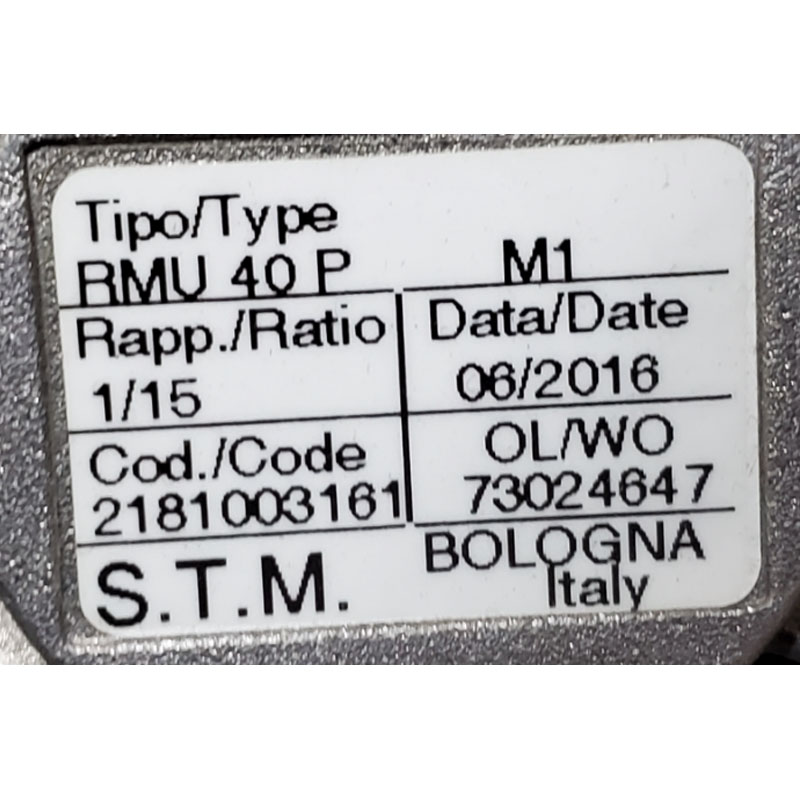 Tipo/Type
RMU 40 P M1
Rapp./Ratio Data/Date
1/15 06/2016
Cod./Code OL/WO
2181003161 73024647
S.T.M. BOLOGNA
Italy